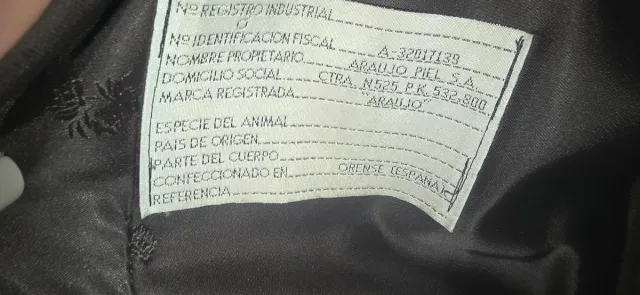 Nº REGISTRO INDUSTRIAL
O
Nº IDENTIFICACION FISCAL A-32017139
NOMBRE PROPIETARIO ARAUJO PIEL S.A.
DOMICILIO SOCIAL CTRA. N525 P.K. 532,800
MARCA REGISTRADA "ARAUJO"
ESPECIE DEL ANIMAL
PAIS DE ORIGEN
PARTE DEL CUERPO
CONFECCIONADO EN ORENSE (ESPAÑA)
REFERENCIA